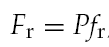 Fᵣ = Pfᵣ.